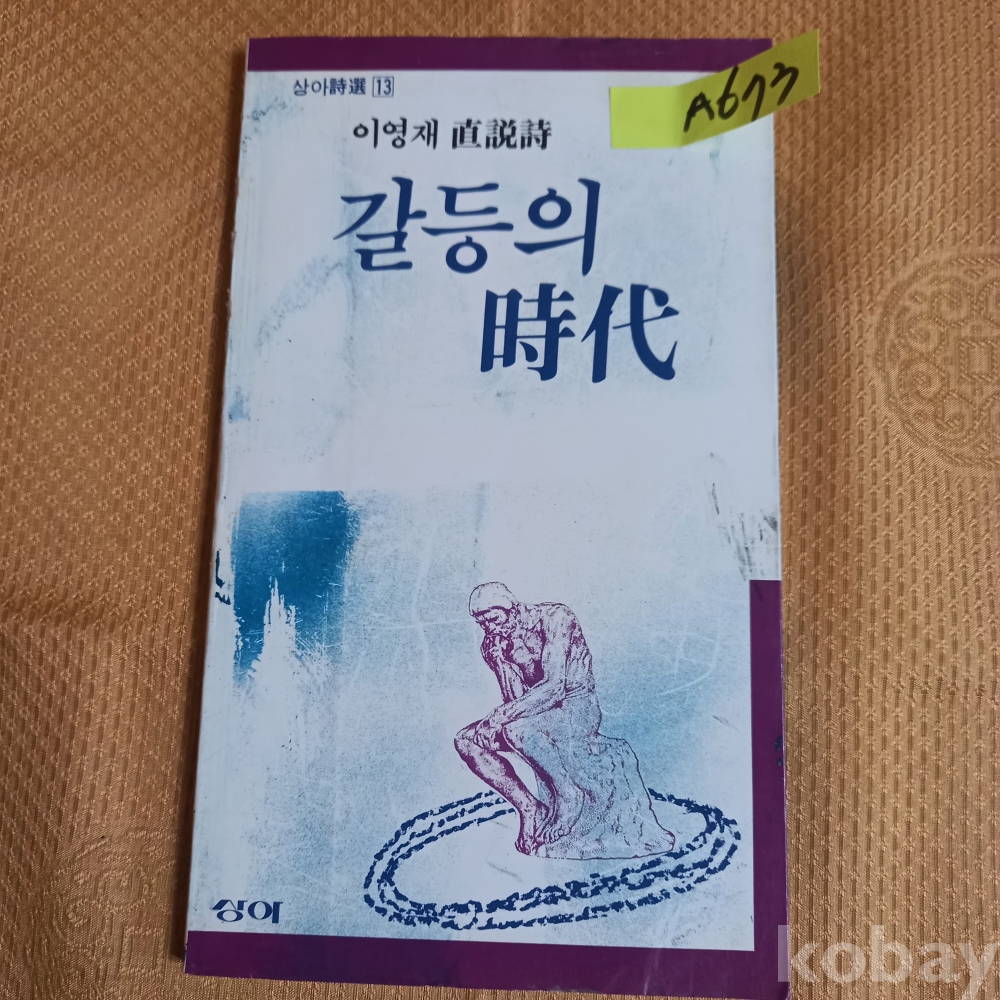 상아詩選 13
A673
이영재 直説詩
갈등의
時代
상아
kobay